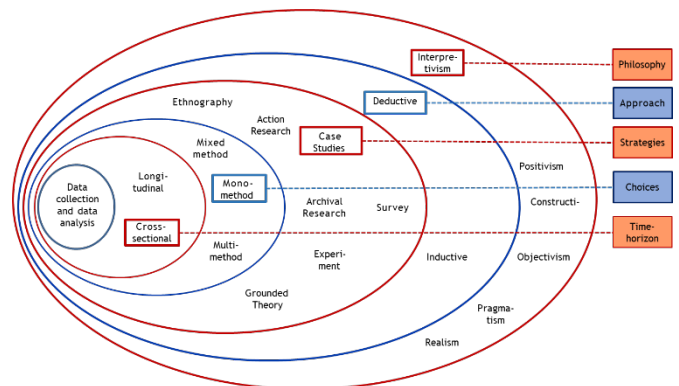 Interpre-
tivism
Philosophy
Ethnography
Deductive
Approach
Action
Research
Case
Studies
Strategies
Mixed
method
Positivism
Longi-
tudinal
Data
collection
and data
analysis
Mono-
method
Choices
Archival
Research
Survey
Constructi-
Cross-
sectional
Time-
horizon
Multi-
method
Experi-
ment
Inductive
Objectivism
Grounded
Theory
Pragma-
tism
Realism